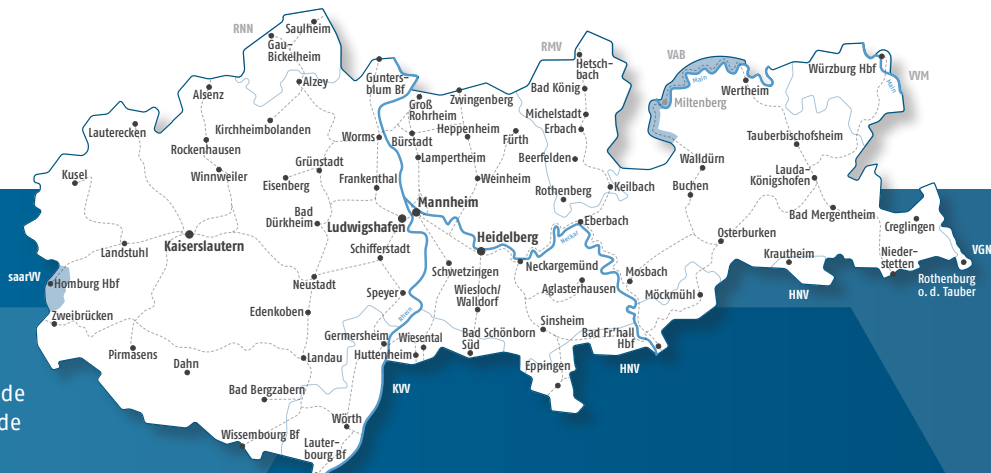 RNN
Saulheim
Gau-
Bickelheim
RMV
VAB
VVM
Alsenz
Alzey
Gunters-
blum Bf
Hetsch-
bach
Bad König
Main
Würzburg Hbf
Main
Wertheim
Miltenberg
Groß
Rohrheim
Zwingenberg
Michelstadt
Erbach
Lauterecken
Kirchheimbolanden
Rockenhausen
Worms
Bürstadt
Heppenheim
Fürth
Tauberbischofsheim
Lampertheim
Beerfelden
Walldürn
Grünstadt
Kusel
Winnweiler
Eisenberg
Frankenthal
Weinheim
Rothenberg
Keilbach
Buchen
Lauda-
Königshofen
Bad
Dürkheim
Ludwigshafen
Mannheim
Eberbach
Bad Mergentheim
Creglingen
Kaiserslautern
Heidelberg
Neckar
Osterburken
Landstuhl
Schifferstadt
Krautheim
Nieder-
stetten
VGN
saarVV
Homburg Hbf
Neustadt
Schwetzingen
Neckargemünd
Mosbach
Rothenburg
o. d. Tauber
Speyer
Wiesloch/
Walldorf
Aglasterhausen
Möckmühl
HNV
Zweibrücken
Edenkoben
Rhein
Sinsheim
Germersheim
Wiesental
Bad Schönborn
Süd
Bad Fr'hall
Hbf
Pirmasens
Dahn
Landau
Huttenheim
Eppingen
HNV
KVV
de
de
Bad Bergzabern
Wörth
Wissembourg Bf
Lauter-
bourg Bf